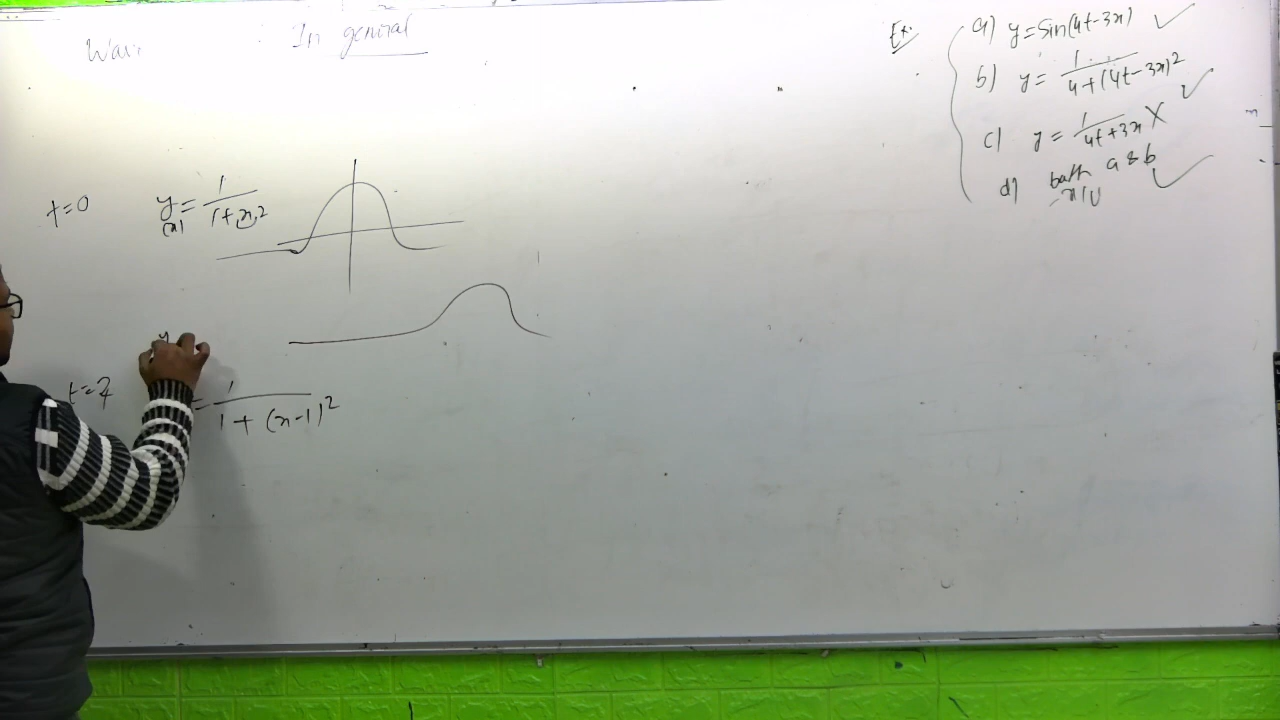 In general
t=0 y(x) = 1/(1+x²)
= 1/(1 + (x-1)²)
Ex. a) y = sin(4t-3x) ✓
b) y = 1/(4+(4t-3x)²) ✓
c) y = 1/(4t+3x) X
d) both a & b ✓